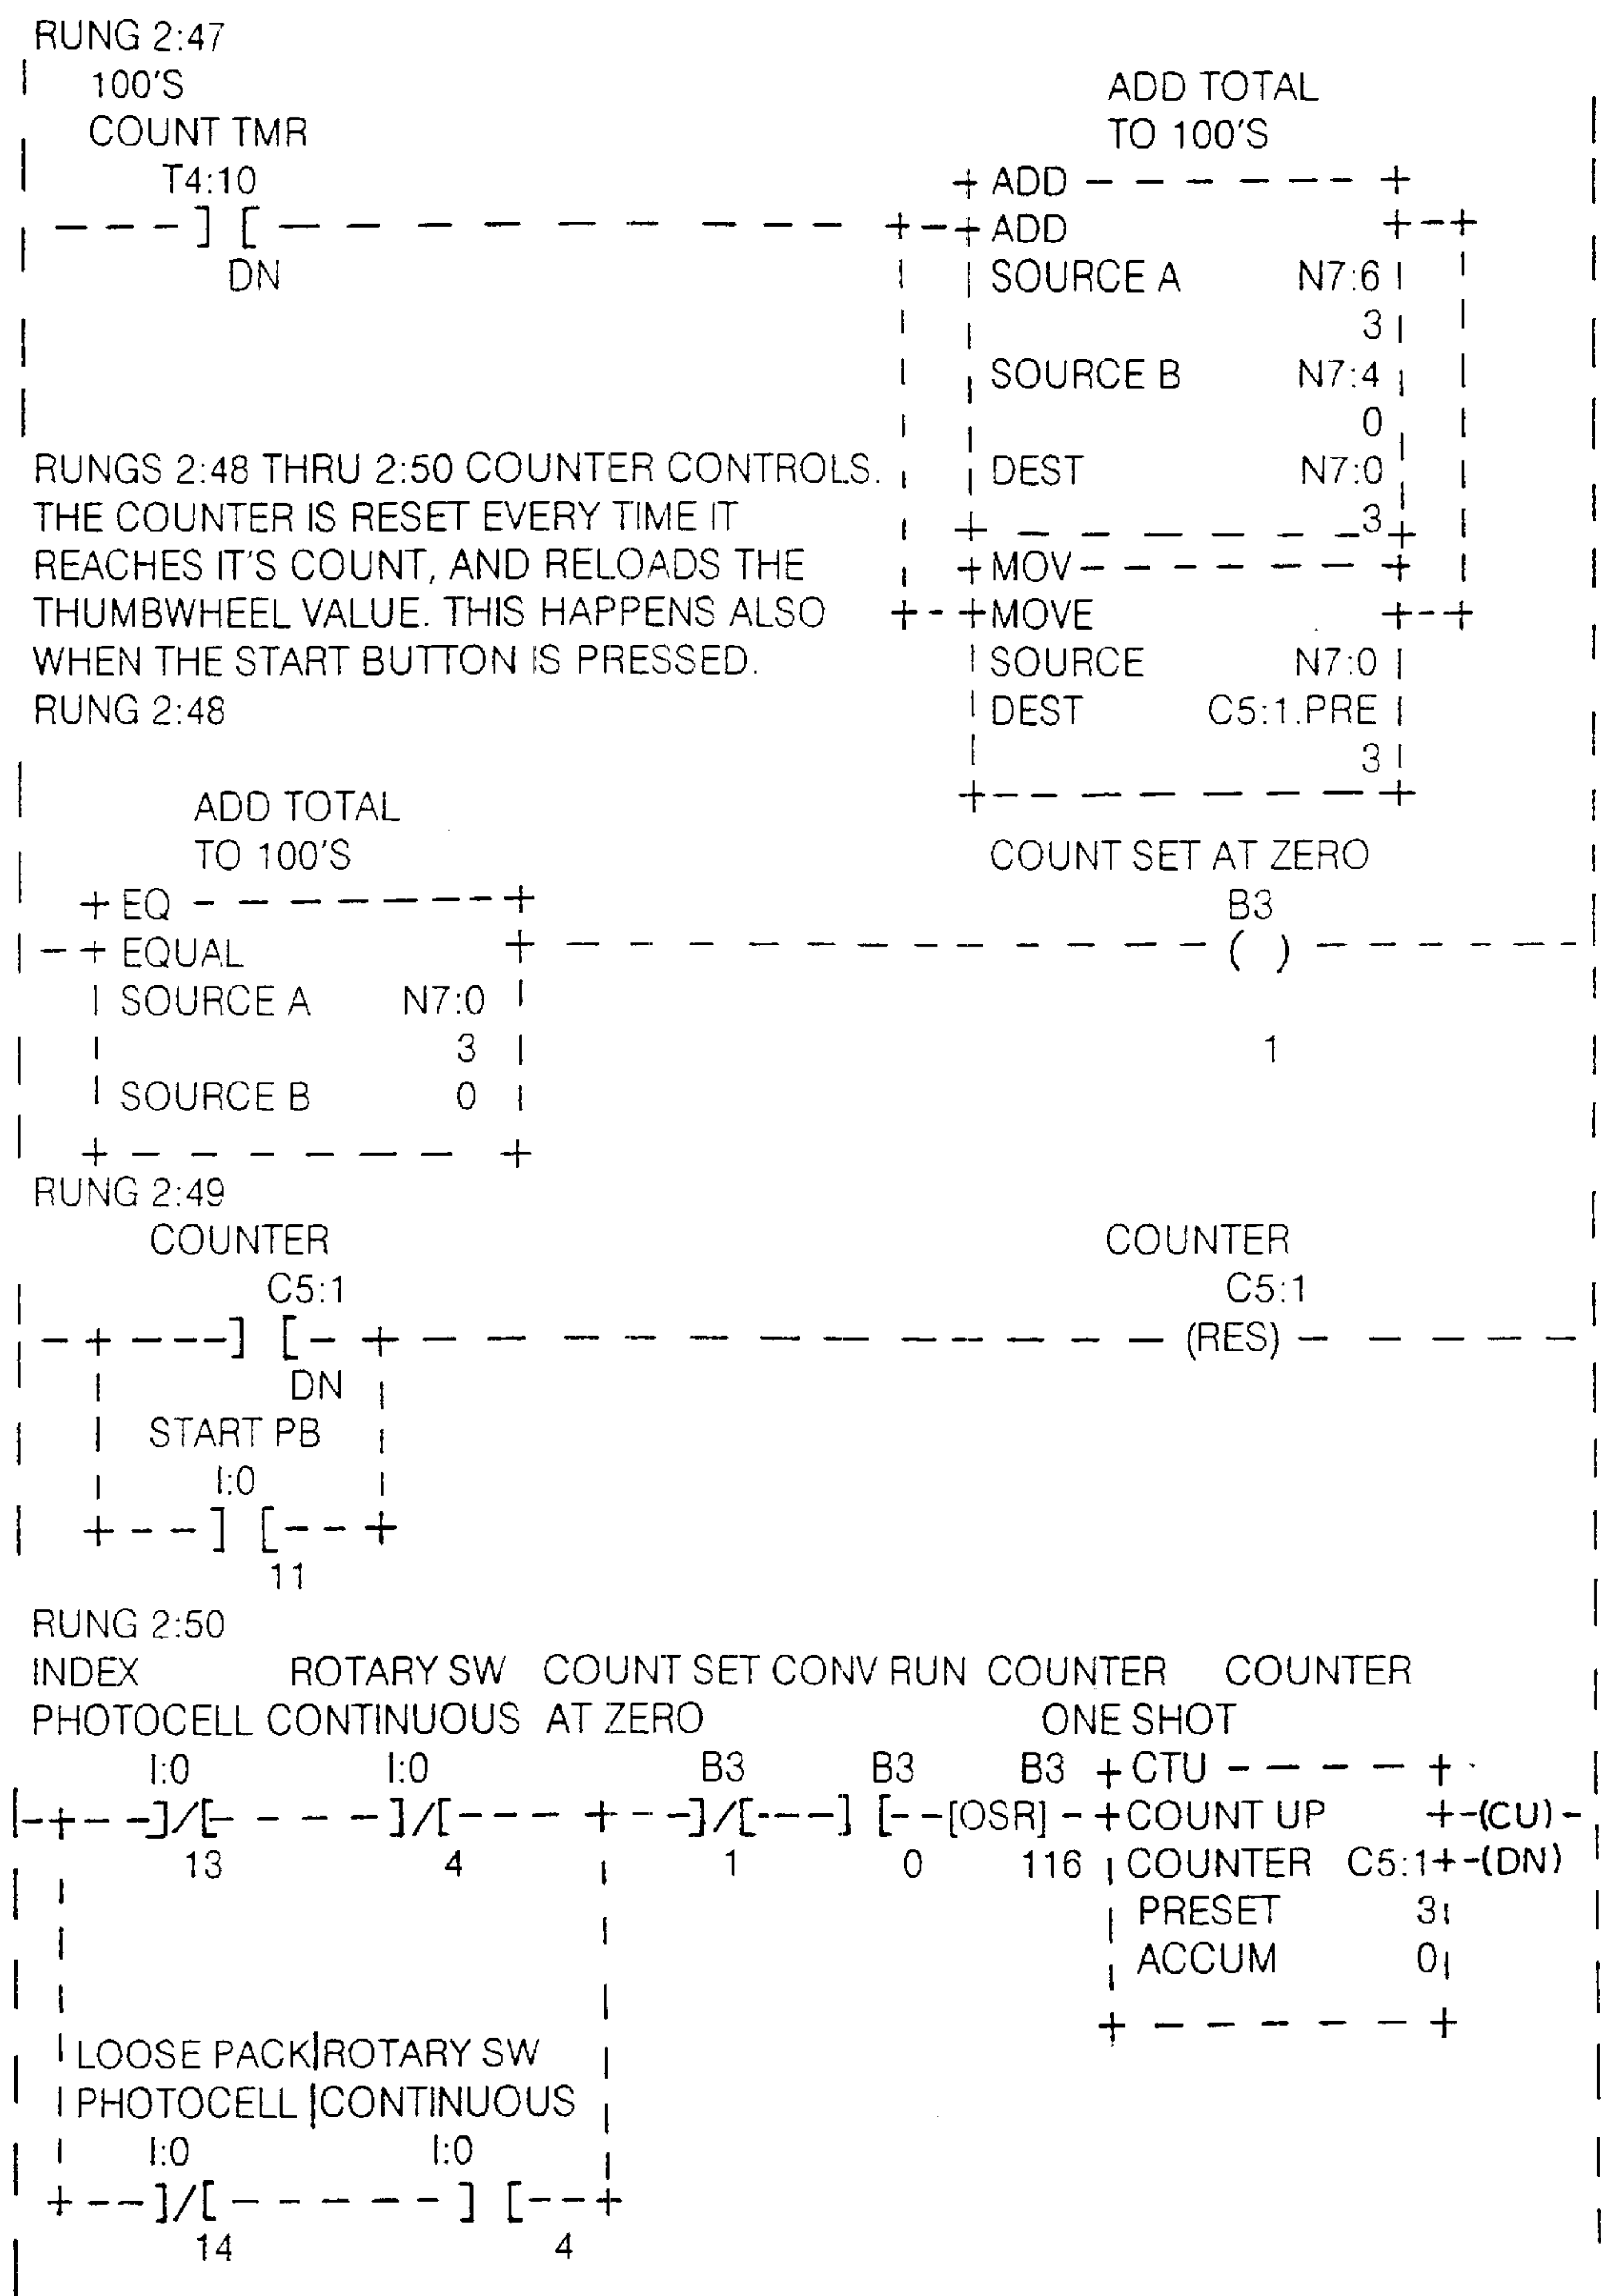 RUNG 2:47
100'S
COUNT TMR
T4:10
] [
DN
ADD TOTAL
TO 100'S
+ ADD - - - - - - - +
+--+ ADD +--+
SOURCE A N7:6
3
SOURCE B N7:4
0
DEST N7:0
3
+MOV- - - - - - - +
+--+MOVE +--+
SOURCE N7:0
DEST C5:1.PRE
3
RUNGS 2:48 THRU 2:50 COUNTER CONTROLS.
THE COUNTER IS RESET EVERY TIME IT
REACHES IT'S COUNT, AND RELOADS THE
THUMBWHEEL VALUE. THIS HAPPENS ALSO
WHEN THE START BUTTON IS PRESSED.
RUNG 2:48
ADD TOTAL
TO 100'S
+ EQ - - - - - - - -+
--+ EQUAL +
SOURCE A N7:0
3
SOURCE B 0
COUNT SET AT ZERO
B3
( )
1
RUNG 2:49
COUNTER COUNTER
C5:1 C5:1
] [ (RES)
DN
START PB
I:0
] [
11
RUNG 2:50
INDEX ROTARY SW COUNT SET CONV RUN COUNTER COUNTER
PHOTOCELL CONTINUOUS AT ZERO ONE SHOT
I:0 I:0 B3 B3 B3 + CTU - - - - - +
]/[ ]/[ ]/[ ] [ [OSR] +COUNT UP +-(CU)-
13 4 1 0 116 COUNTER C5:1+-(DN)
PRESET 3
ACCUM 0
LOOSE PACK|ROTARY SW
PHOTOCELL |CONTINUOUS
I:0 I:0
+--]/[- - - - - -] [--+
14 4